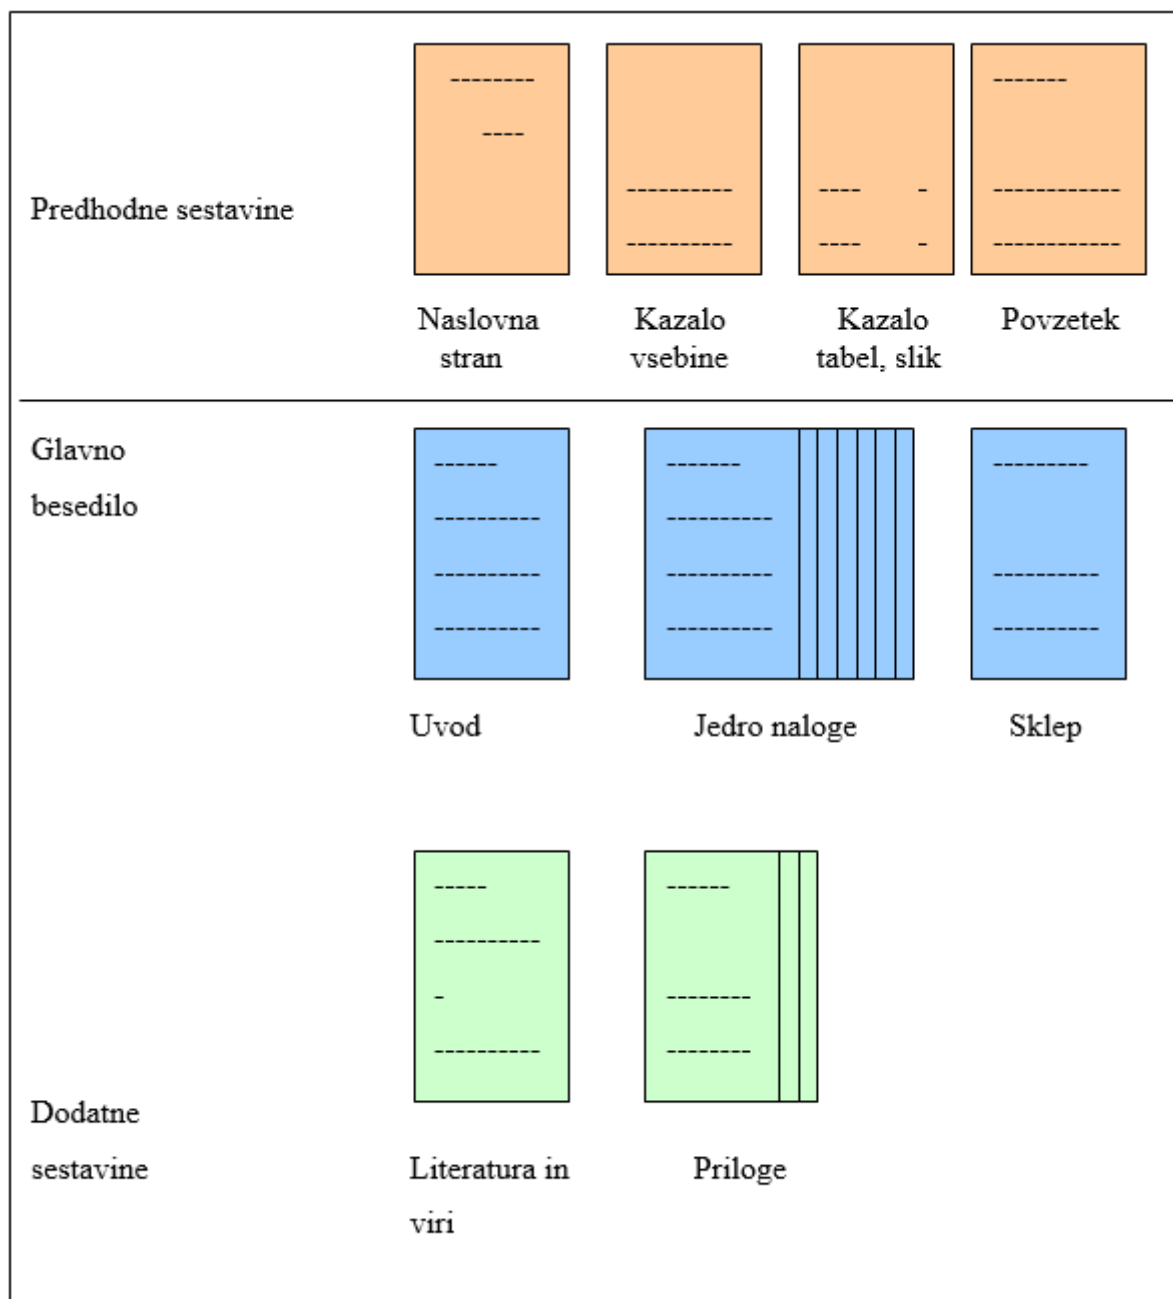 Predhodne sestavine
Naslovna
stran
Kazalo
vsebine
Kazalo
tabel, slik
Povzetek
Glavno
besedilo
Uvod
Jedro naloge
Sklep
Dodatne
sestavine
Literatura in
viri
Priloge